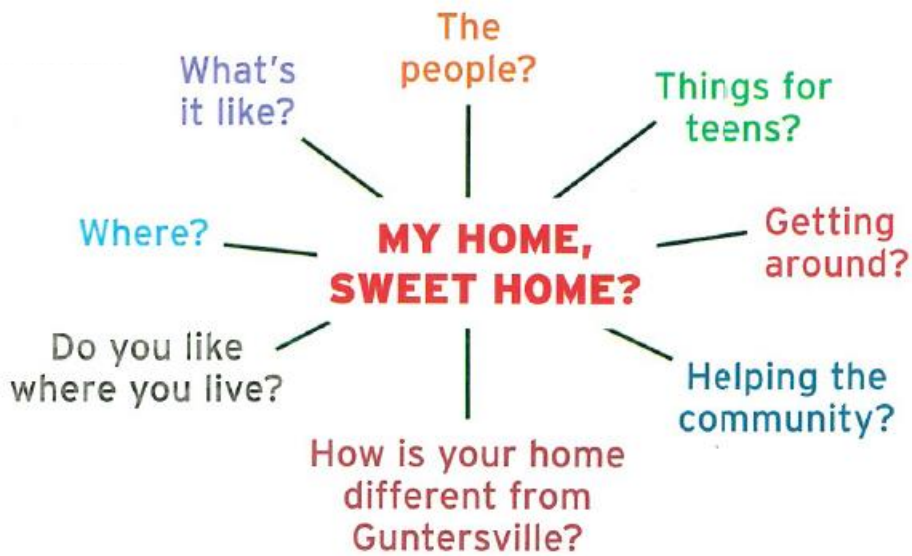 MY HOME,
SWEET HOME?
Where?
What's
it like?
The
people?
Things for
teens?
Getting
around?
Helping the
community?
How is your home
different from
Guntersville?
Do you like
where you live?